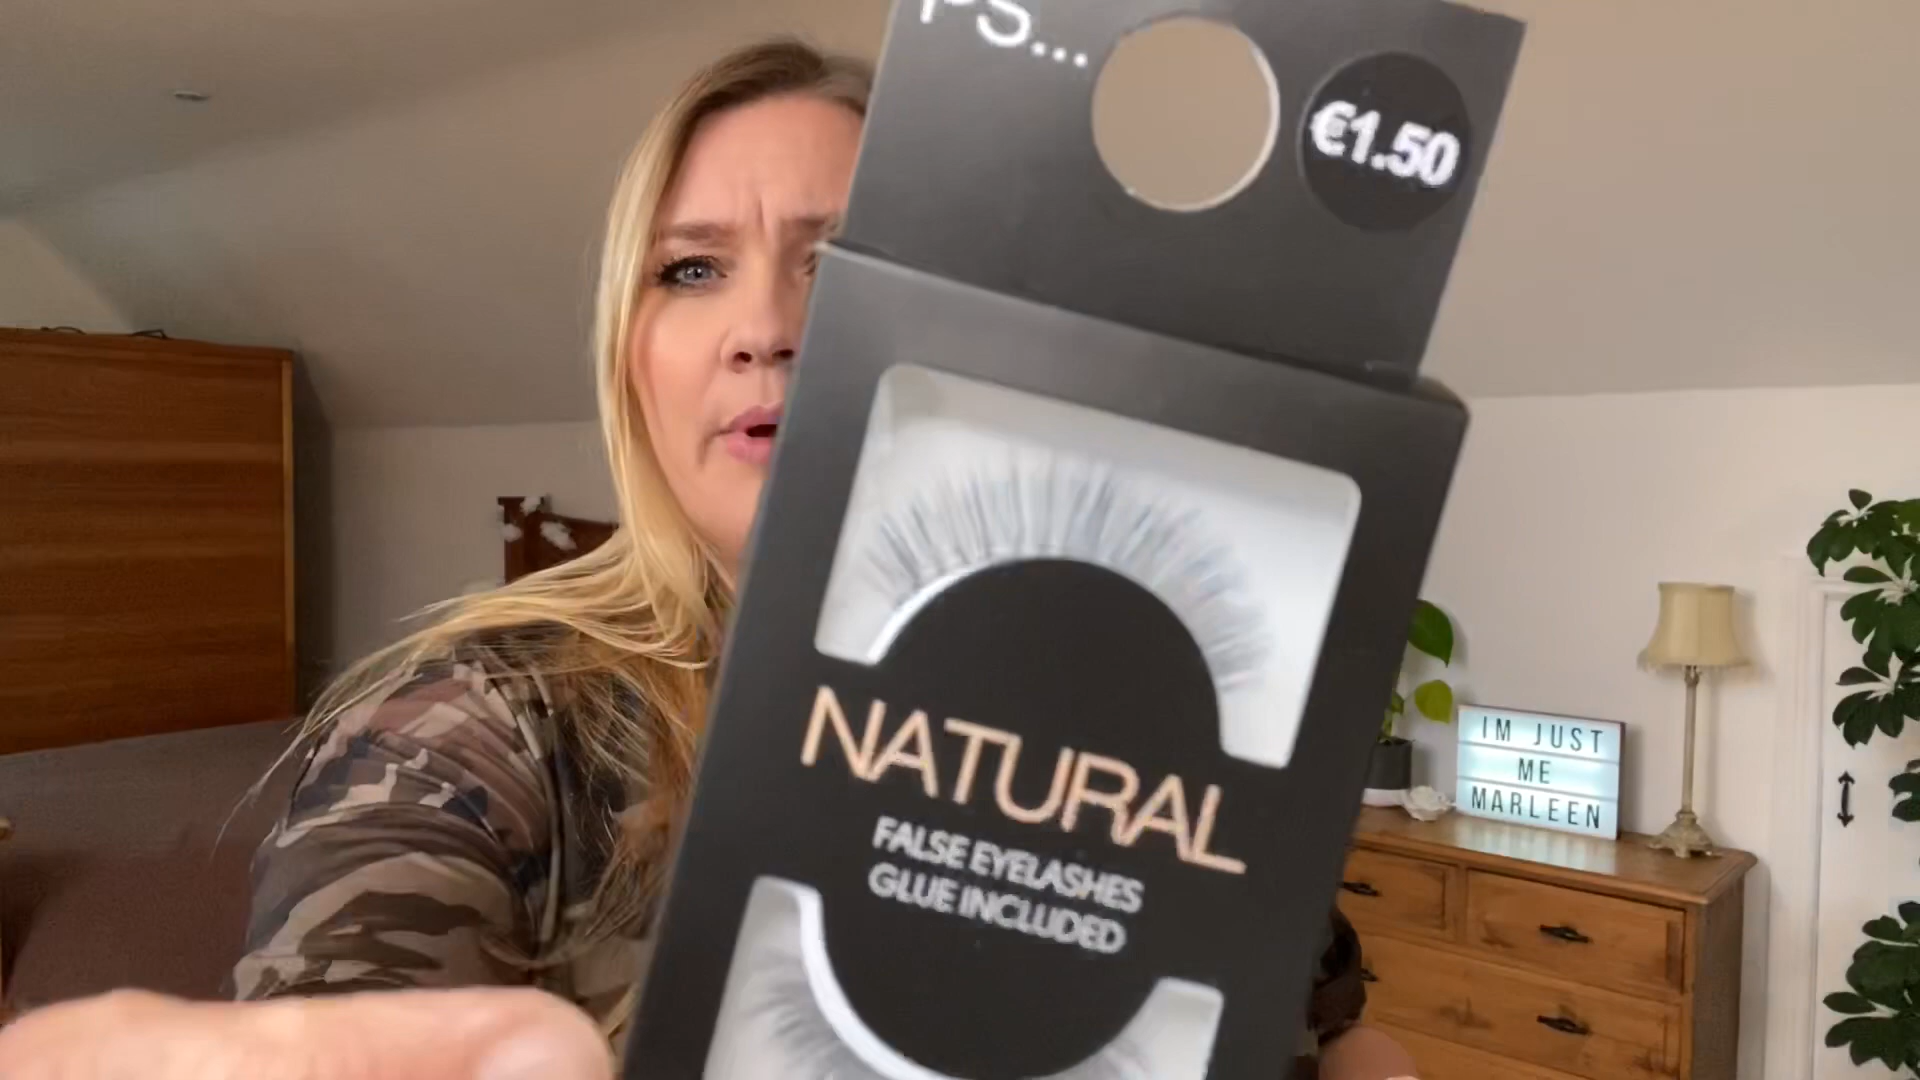 PS...
€1.50
NATURAL
FALSE EYELASHES
GLUE INCLUDED
IM JUST
ME
MARLEEN